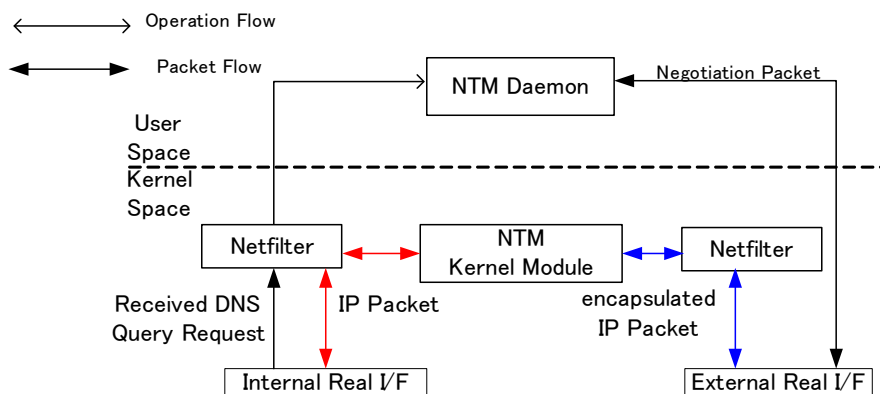 Operation Flow
Packet Flow
NTM Daemon
Negotiation Packet
User
Space
Kernel
Space
Netfilter
NTM
Kernel Module
Netfilter
Received DNS
Query Request
IP Packet
encapsulated
IP Packet
Internal Real I/F
External Real I/F